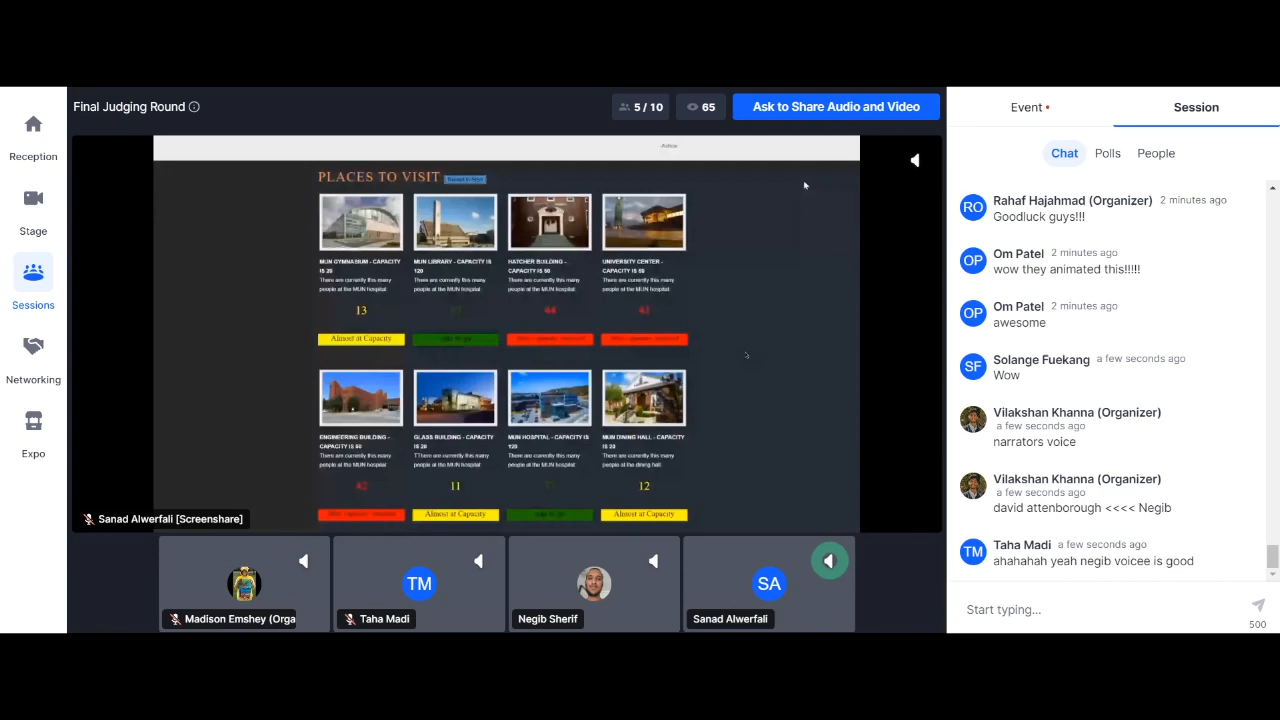 Final Judging Round
5 / 10
65
Ask to Share Audio and Video
Event
Session
Reception
Stage
Sessions
Networking
Expo
Chat
Polls
People
PLACES TO VISIT
MUN GYMNASIUM - CAPACITY
IS 20
There are currently this many
people at the MUN hospital:
13
Almost at Capacity
MUN LIBRARY - CAPACITY IS
120
There are currently this many
people at the MUN hospital:
HATCHER BUILDING -
CAPACITY IS 50
There are currently this many
people at the MUN hospital:
44
UNIVERSITY CENTER -
CAPACITY IS 50
There are currently this many
people at the MUN hospital:
ENGINEERING BUILDING -
CAPACITY IS 50
There are currently this many
people at the MUN hospital:
42
GLASS BUILDING - CAPACITY
IS 20
There are currently this many
people at the MUN hospital:
11
Almost at Capacity
MUN HOSPITAL - CAPACITY IS
There are currently this many
people at the MUN hospital:
MUN DINING HALL - CAPACITY
IS 20
There are currently this many
people at the dining hall:
12
Almost at Capacity
Sanad Alwerfali [Screenshare]
TM
SA
Madison Emshey (Orga
Taha Madi
Negib Sherif
Sanad Alwerfali
RO
Rahaf Hajahmad (Organizer) 2 minutes ago
Goodluck guys!!!
OP
Om Patel 2 minutes ago
wow they animated this!!!!!
OP
Om Patel 2 minutes ago
awesome
SF
Solange Fuekang a few seconds ago
Wow
Vilakshan Khanna (Organizer)
a few seconds ago
narrators voice
Vilakshan Khanna (Organizer)
a few seconds ago
david attenborough <<<< Negib
TM
Taha Madi a few seconds ago
ahahahah yeah negib voicee is good
Start typing...
500